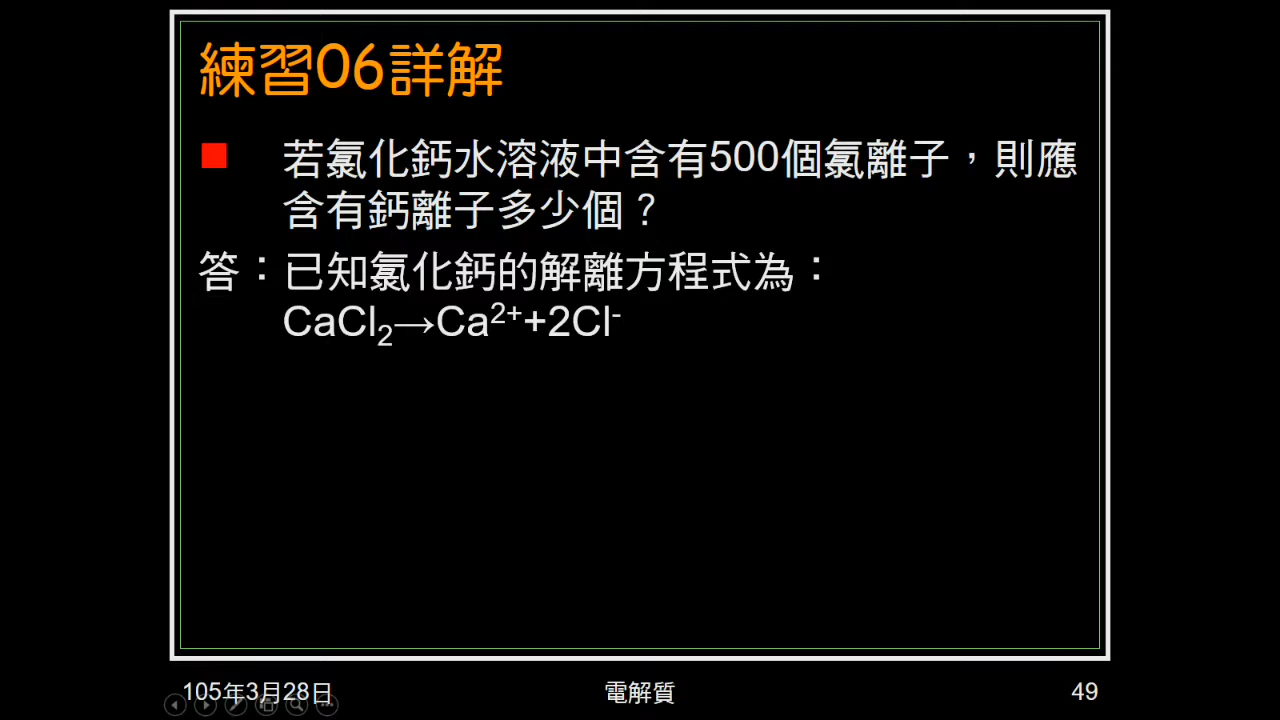 練習06詳解
若氯化鈣水溶液中含有500個氯離子，則應
含有鈣離子多少個？
答：已知氯化鈣的解離方程式為：
CaCl₂→Ca²⁺+2Cl⁻
105年3月28日
電解質
49